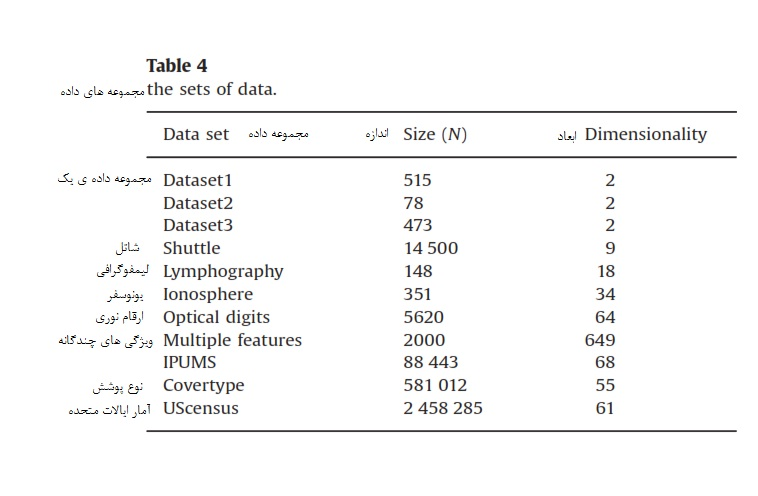 Table 4
مجموعه های داده the sets of data.
Data set مجموعه داده اندازه Size (N) ابعاد Dimensionality
مجموعه داده ی یک Dataset1 515 2
Dataset2 78 2
Dataset3 473 2
شاتل Shuttle 14 500 9
لیمفوگرافی Lymphography 148 18
یونوسفر Ionosphere 351 34
ارقام نوری Optical digits 5620 64
ویژگی های چندگانه Multiple features 2000 649
IPUMS 88 443 68
نوع پوشش Covertype 581 012 55
آمار ایالات متحده UScensus 2 458 285 61